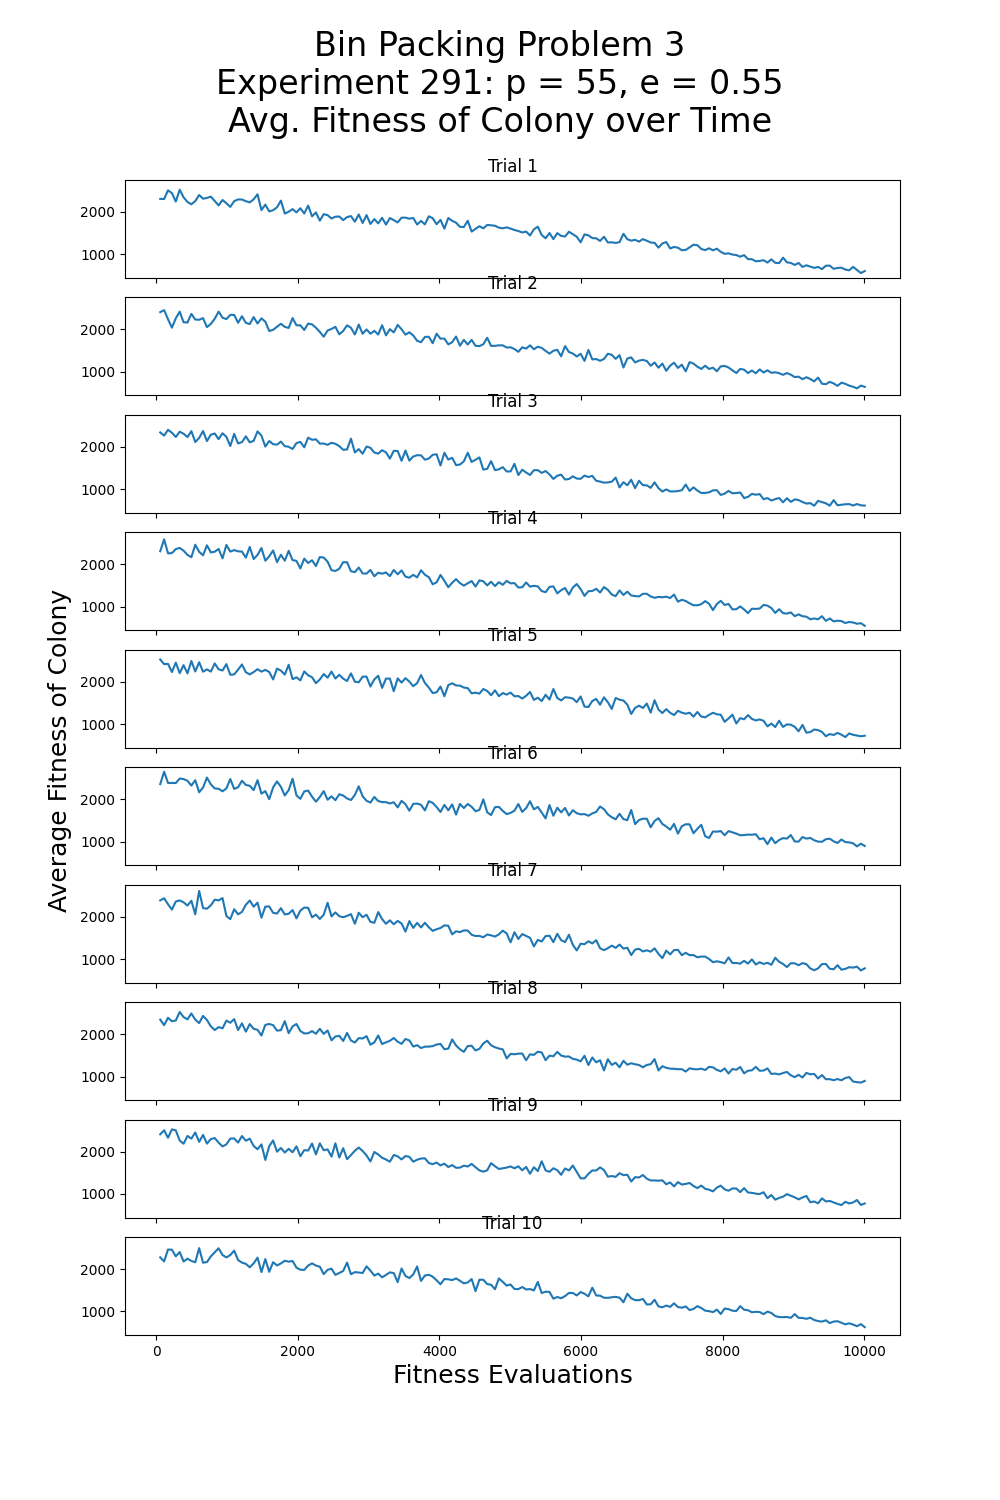 Bin Packing Problem 3
Experiment 291: p = 55, e = 0.55
Avg. Fitness of Colony over Time
Trial 1
2000
1000
Trial 2
2000
1000
Trial 3
2000
1000
Trial 4
2000
1000
Trial 5
2000
1000
Trial 6
2000
1000
Trial 7
2000
1000
Trial 8
2000
1000
Trial 9
2000
1000
Trial 10
2000
1000
0 2000 4000 6000 8000 10000
Fitness Evaluations
Average Fitness of Colony